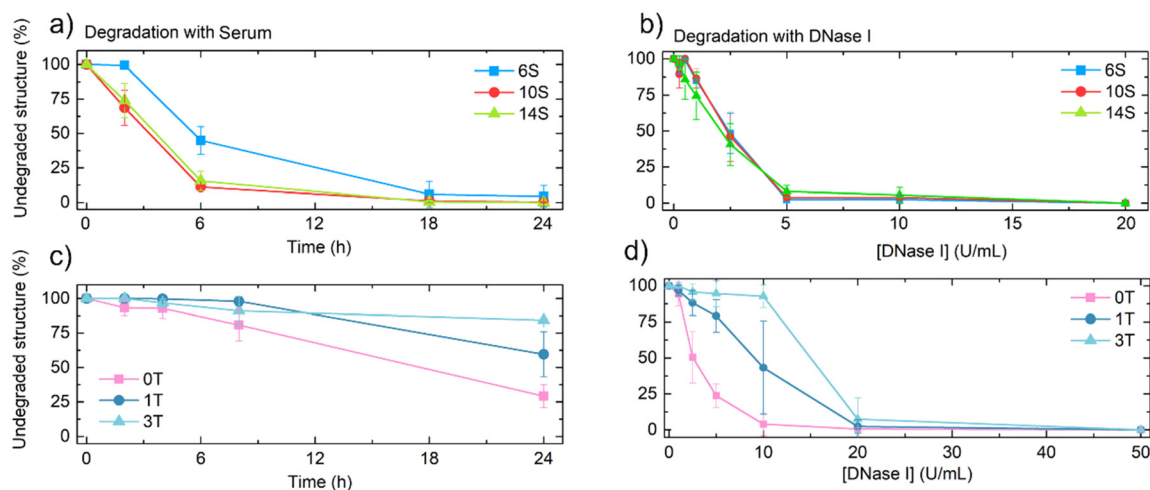 a)
Degradation with Serum
Undegraded structure (%)
100
75
50
25
0
6S
10S
14S
0
6
12
18
24
Time (h)
b)
Degradation with DNase I
100
75
50
25
0
6S
10S
14S
0
5
10
15
20
[DNase I] (U/mL)
c)
Undegraded structure (%)
100
75
50
25
0
0T
1T
3T
0
6
12
18
24
Time (h)
d)
100
75
50
25
0
0T
1T
3T
0
10
20
30
40
50
[DNase I] (U/mL)